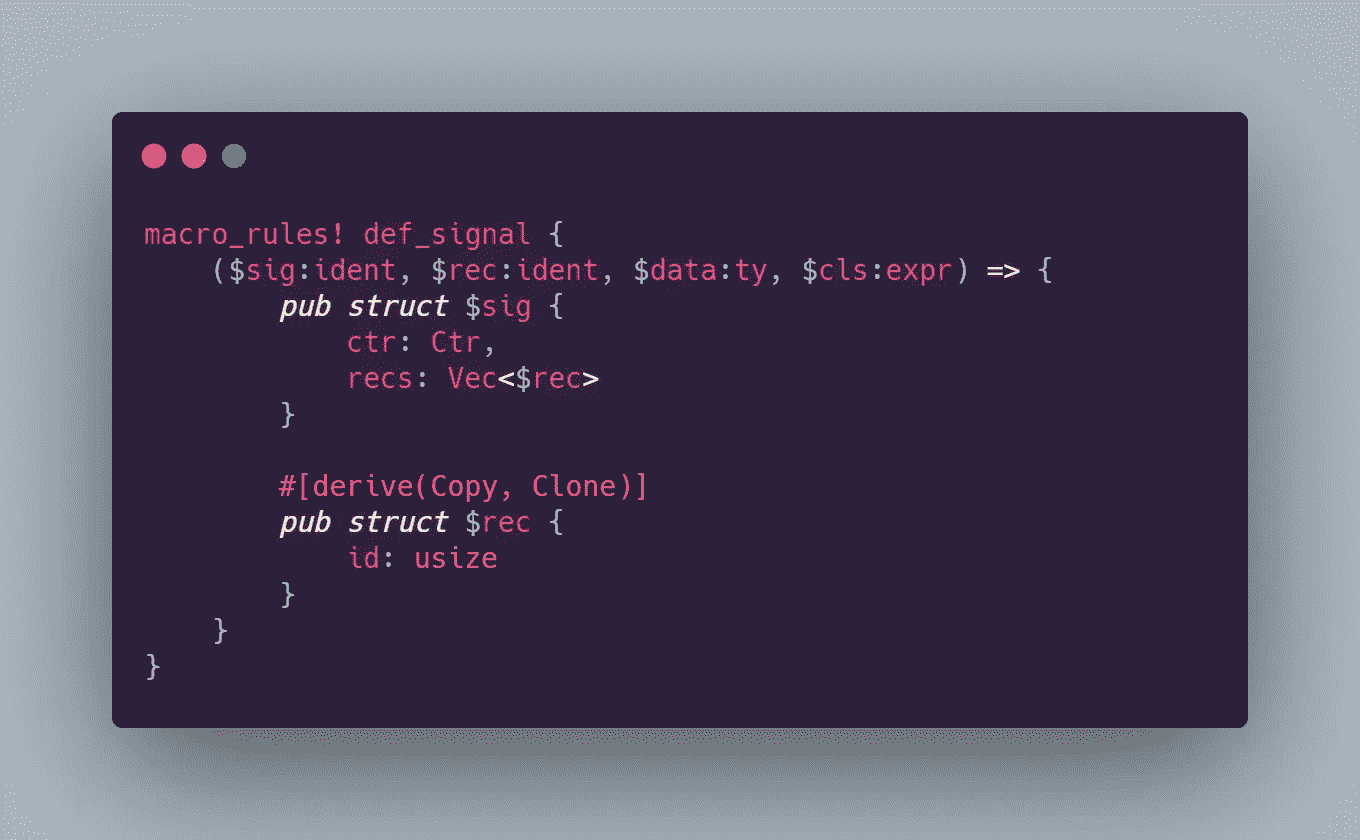 macro_rules! def_signal {
    ($sig:ident, $rec:ident, $data:ty, $cls:expr) => {
        pub struct $sig {
            ctr: Ctr,
            recs: Vec<$rec>
        }

        #[derive(Copy, Clone)]
        pub struct $rec {
            id: usize
        }
    }
}